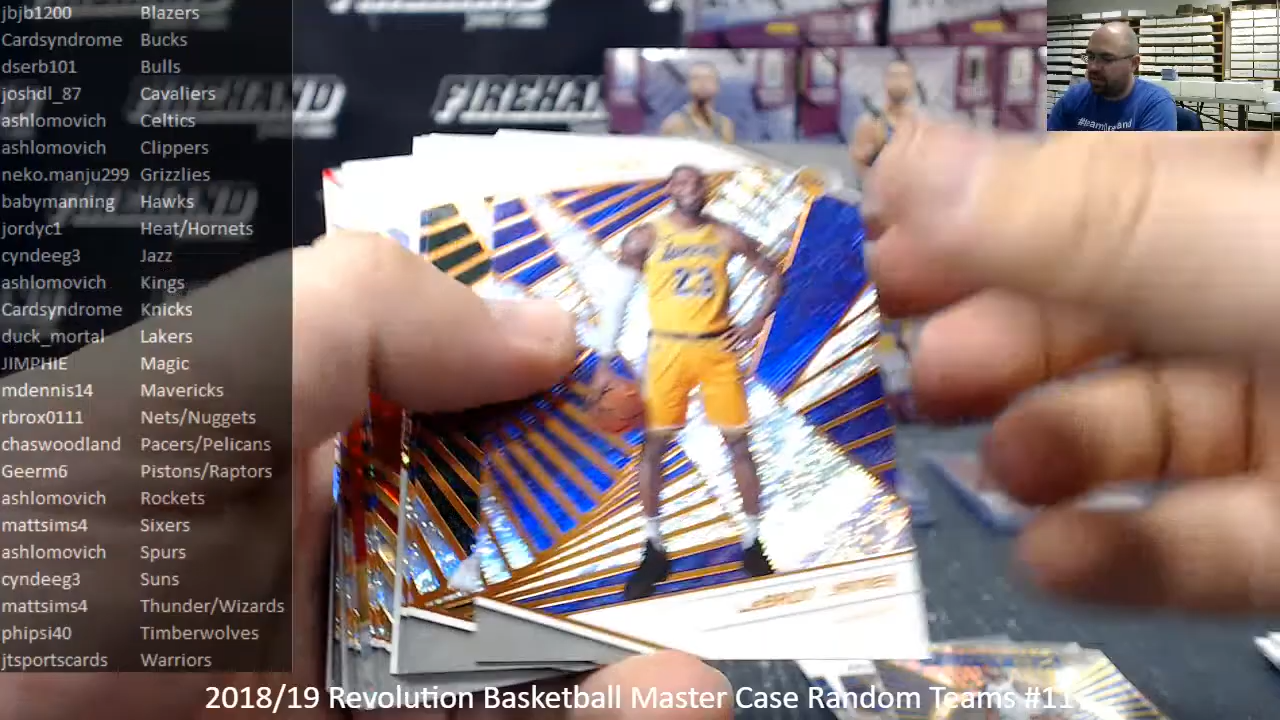 jbjb1200 Blazers
Cardsyndrome Bucks
dserb101 Bulls
joshdl_87 Cavaliers
ashlomovich Celtics
ashlomovich Clippers
neko.manju299 Grizzlies
babymanning Hawks
jordyc1 Heat/Hornets
cyndeeg3 Jazz
ashlomovich Kings
Cardsyndrome Knicks
duck_mortal Lakers
JIMPHIE Magic
mdennis14 Mavericks
rbrox0111 Nets/Nuggets
chaswoodland Pacers/Pelicans
Geerm6 Pistons/Raptors
ashlomovich Rockets
mattsims4 Sixers
ashlomovich Spurs
cyndeeg3 Suns
mattsims4 Thunder/Wizards
phipsi40 Timberwolves
jtsportscards Warriors
FIREHAND
23
2018/19 Revolution Basketball Master Case Random Teams #11